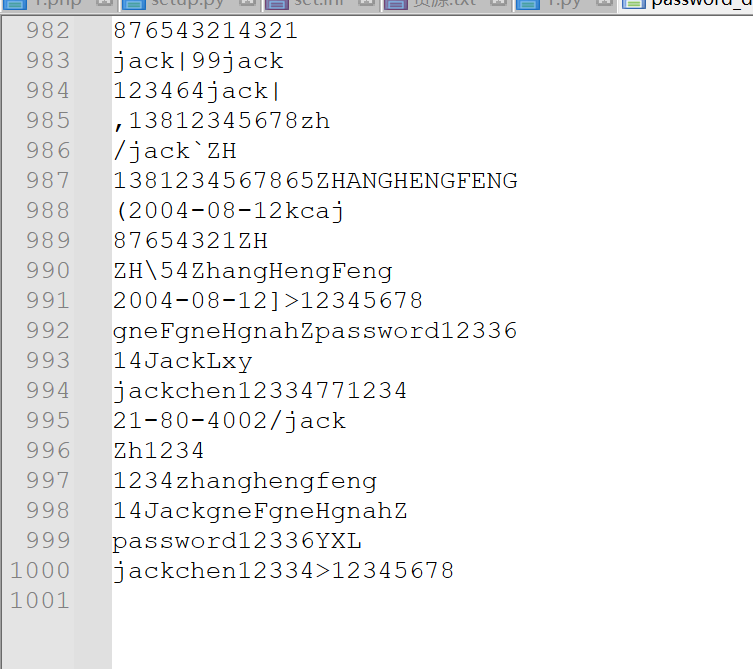 1.php setup.py set.ini 资源.txt 1.py password_d
982 876543214321
983 jack|99jack
984 123464jack|
985 ,13812345678zh
986 /jack`ZH
987 1381234567865ZHANGHENGFENG
988 (2004-08-12kcaj
989 87654321ZH
990 ZH\54ZhangHengFeng
991 2004-08-12]>12345678
992 gneFgneHgnahZpassword12336
993 14JackLxy
994 jackchen12334771234
995 21-80-4002/jack
996 Zh1234
997 1234zhanghengfeng
998 14JackgneFgneHgnahZ
999 password12336YXL
1000 jackchen12334>12345678
1001